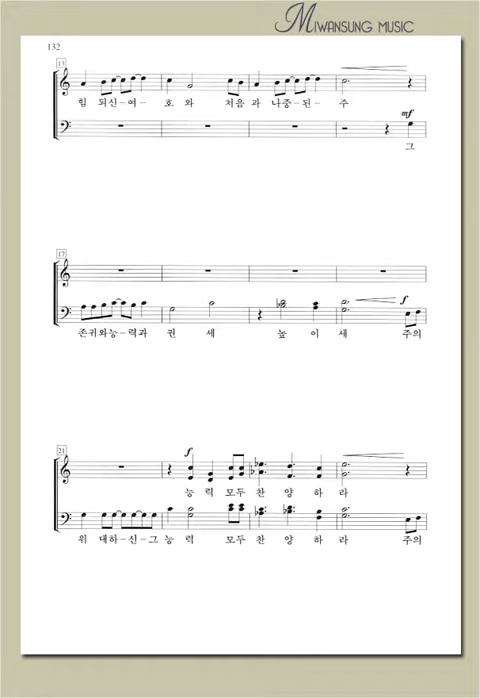 MIWANSUNG MUSIC
132
13
힘 되신-여- 호 와 처음 과 나중-된- 주
mf
그
17
f
존귀와능-력과 권 세 높 이 세 주의
21
f
능 력 모두 찬 양 하 라
위 대하-신-그 능 력 모두 찬 양 하 라 주의